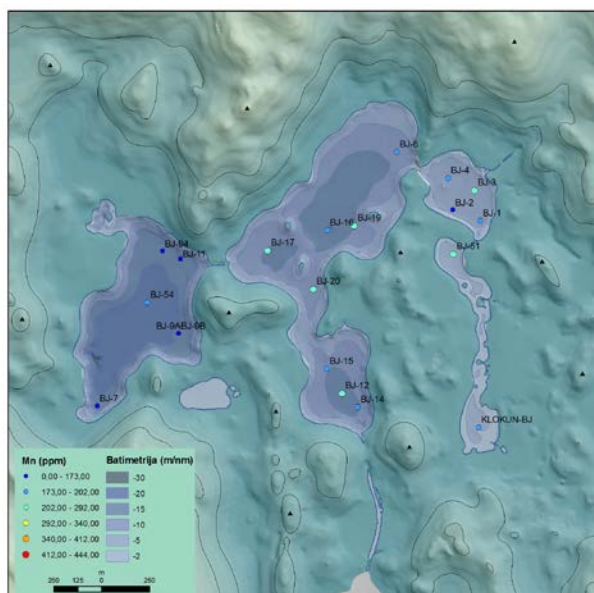 BJ-6
BJ-4
BJ-3
BJ-2
BJ-1
BJ-16
BJ-19
BJ-17
BJ-94
BJ-11
BJ-51
BJ-20
BJ-54
BJ-9ABJ-9B
BJ-15
BJ-12
BJ-14
BJ-7
KLOKUN-BJ
Mn (ppm)
0,00 - 173,00
173,00 - 202,00
202,00 - 292,00
292,00 - 340,00
340,00 - 412,00
412,00 - 444,00
Batimetrija (m/nm)
-30
-20
-15
-10
-5
-2
m
250 125 0 250